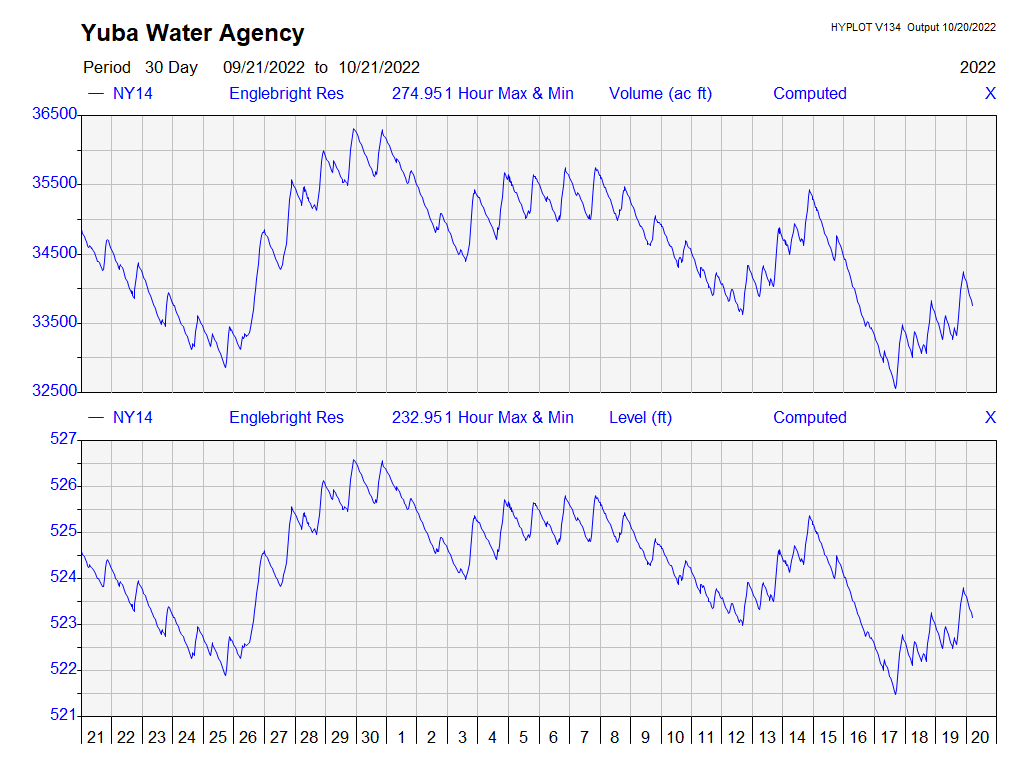 Yuba Water Agency
HYPLOT V134 Output 10/20/2022
Period 30 Day 09/21/2022 to 10/21/2022
2022
NY14 Englebright Res 274.951 Hour Max & Min Volume (ac ft) Computed X
36500
35500
34500
33500
32500
NY14 Englebright Res 232.951 Hour Max & Min Level (ft) Computed X
527
526
525
524
523
522
521
21 22 23 24 25 26 27 28 29 30 1 2 3 4 5 6 7 8 9 10 11 12 13 14 15 16 17 18 19 20